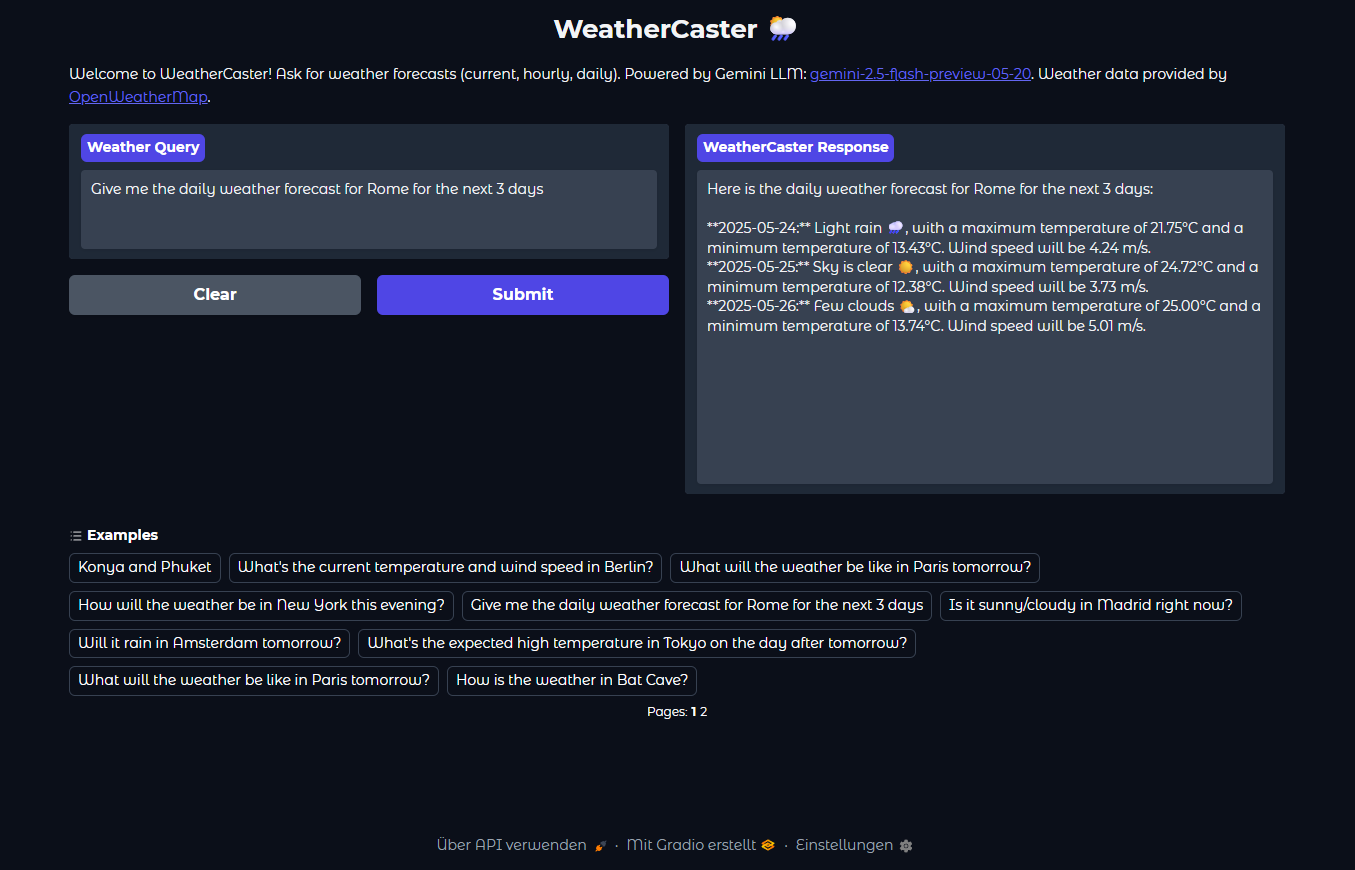 WeatherCaster 🌦️
Welcome to WeatherCaster! Ask for weather forecasts (current, hourly, daily). Powered by Gemini LLM: gemini-2.5-flash-preview-05-20. Weather data provided by
OpenWeatherMap.
Weather Query
Give me the daily weather forecast for Rome for the next 3 days
Clear
Submit
WeatherCaster Response
Here is the daily weather forecast for Rome for the next 3 days:
**2025-05-24:** Light rain 🌧️, with a maximum temperature of 21.75°C and a
minimum temperature of 13.43°C. Wind speed will be 4.24 m/s.
**2025-05-25:** Sky is clear ☀️, with a maximum temperature of 24.72°C and a
minimum temperature of 12.38°C. Wind speed will be 3.73 m/s.
**2025-05-26:** Few clouds 🌤️, with a maximum temperature of 25.00°C and a
minimum temperature of 13.74°C. Wind speed will be 5.01 m/s.
Examples
Konya and Phuket
What's the current temperature and wind speed in Berlin?
What will the weather be like in Paris tomorrow?
How will the weather be in New York this evening?
Give me the daily weather forecast for Rome for the next 3 days
Is it sunny/cloudy in Madrid right now?
Will it rain in Amsterdam tomorrow?
What's the expected high temperature in Tokyo on the day after tomorrow?
What will the weather be like in Paris tomorrow?
How is the weather in Bat Cave?
Pages: 1 2
Über API verwenden 🚀 · Mit Gradio erstellt · Einstellungen ⚙️